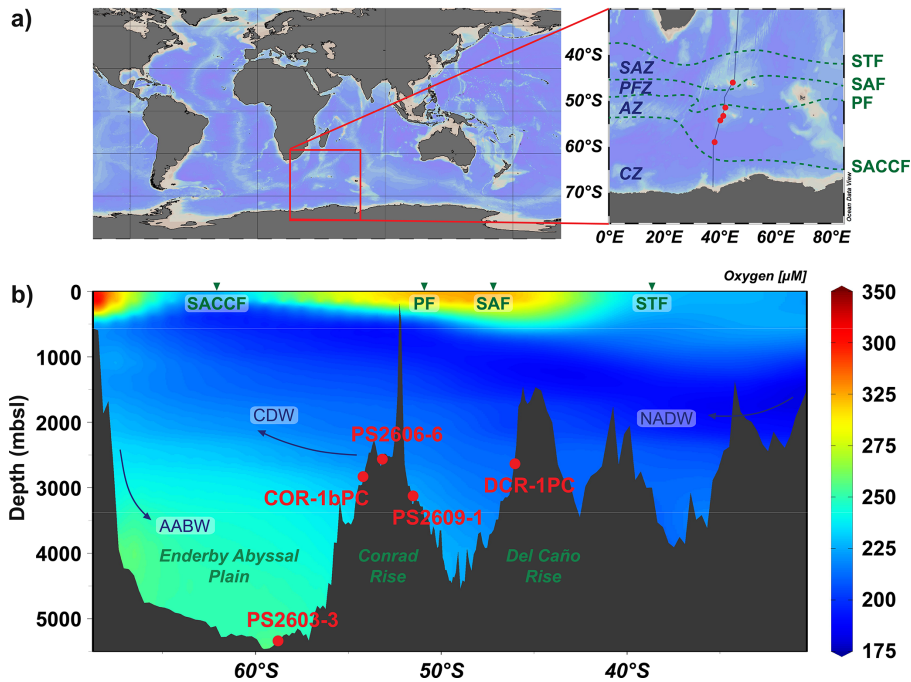 a)
40°S
50°S
60°S
70°S
0°E
20°E
40°E
60°E
80°E
SAZ
PFZ
AZ
CZ
STF
SAF
PF
SACCF
Ocean Data View
b)
Oxygen [µM]
Depth (mbsl)
0
1000
2000
3000
4000
5000
SACCF
PF
SAF
STF
CDW
NADW
AABW
PS2606-6
COR-1bPC
PS2609-1
DCR-1PC
PS2603-3
Enderby Abyssal
Plain
Conrad
Rise
Del Caño
Rise
60°S
50°S
40°S
350
325
300
275
250
225
200
175